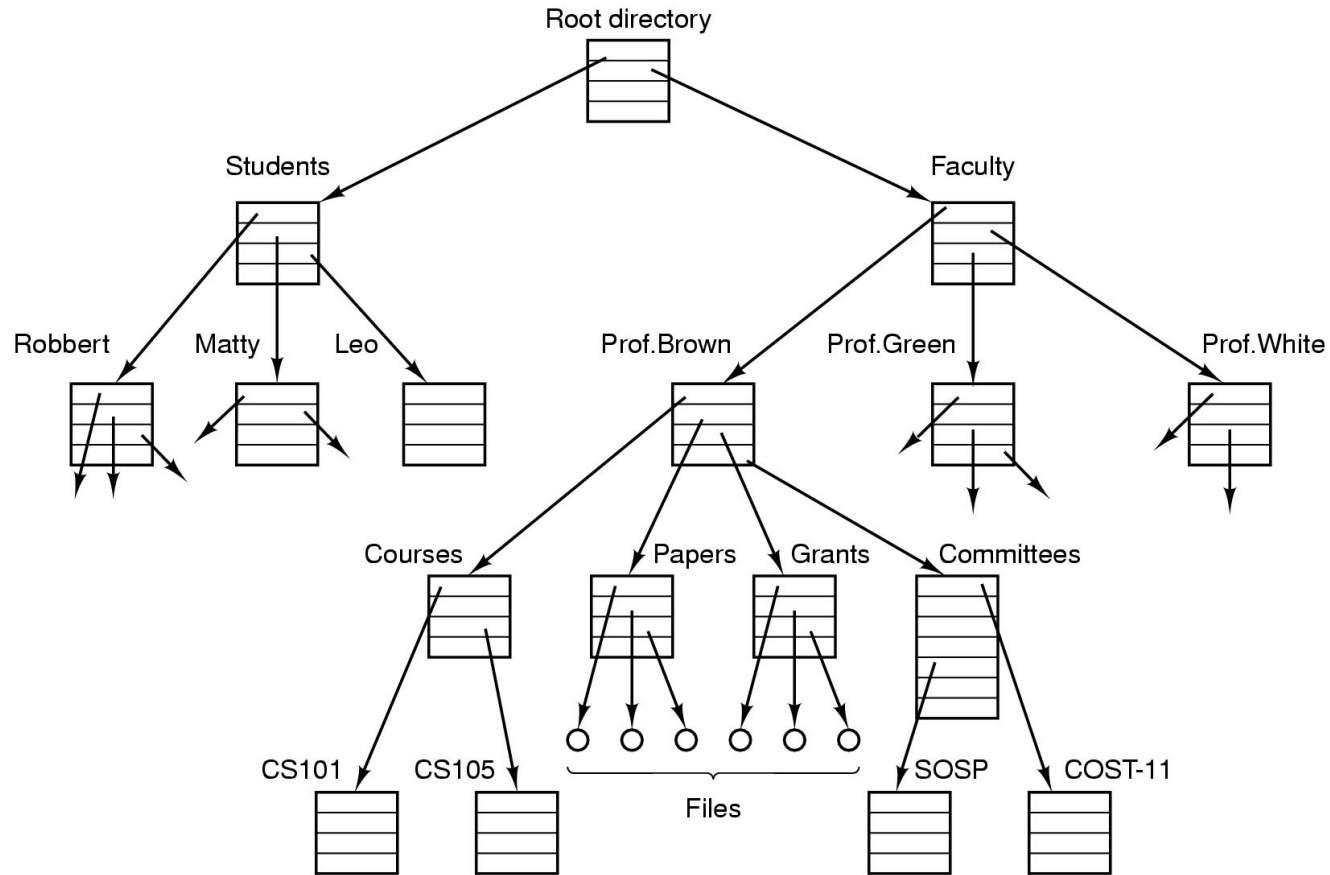 Root directory
Students
Faculty
Robbert
Matty
Leo
Prof.Brown
Prof.Green
Prof.White
Courses
Papers
Grants
Committees
CS101
CS105
SOSP
COST-11
Files